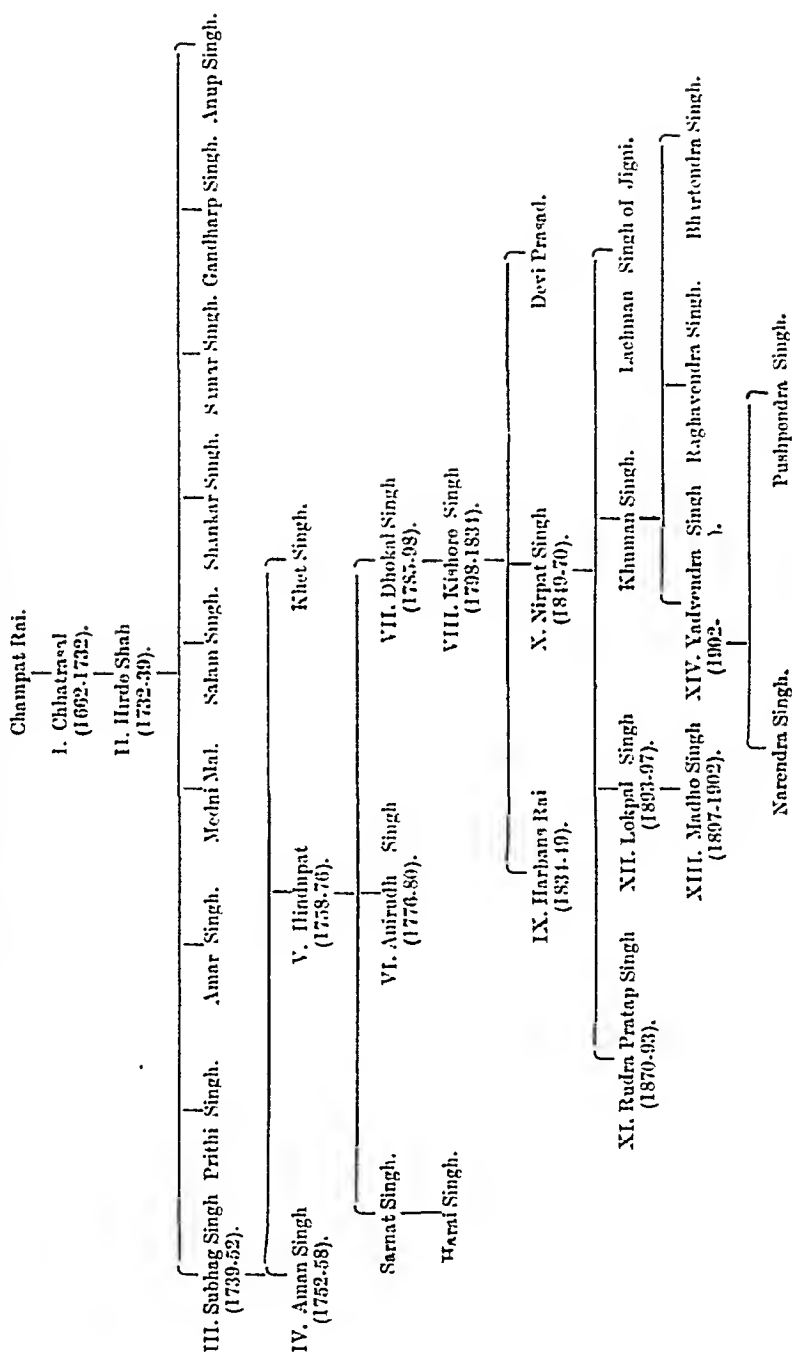 Champat Rai.
I. Chhatrasal
(1662-1732).
II. Hirde Shah
(1732-39).
III. Subhag Singh Prithi Singh. Amar Singh. Medni Mal. Salam Singh. Shankar Singh. Sumar Singh. Gandharp Singh. Anup Singh.
(1739-52).
IV. Aman Singh V. Hindupat Khet Singh.
(1752-58). (1758-76).
Sarnat Singh. VI. Anirudh Singh VII. Dhokal Singh
(1776-80). (1785-98).
Harai Singh. VIII. Kishore Singh
(1798-1834).
IX. Harbans Rai X. Nirpat Singh Devi Prasad.
(1834-49). (1849-70).
XI. Rudra Pratap Singh XII. Lokpal Singh Khuman Singh. Lachman Singh of Jigni.
(1870-93). (1893-97).
XIII. Madho Singh XIV. Yadvendra Singh Raghavendra Singh. Bhartendra Singh.
(1897-1902). (1902- ).
Narendra Singh. Pushpendra Singh.